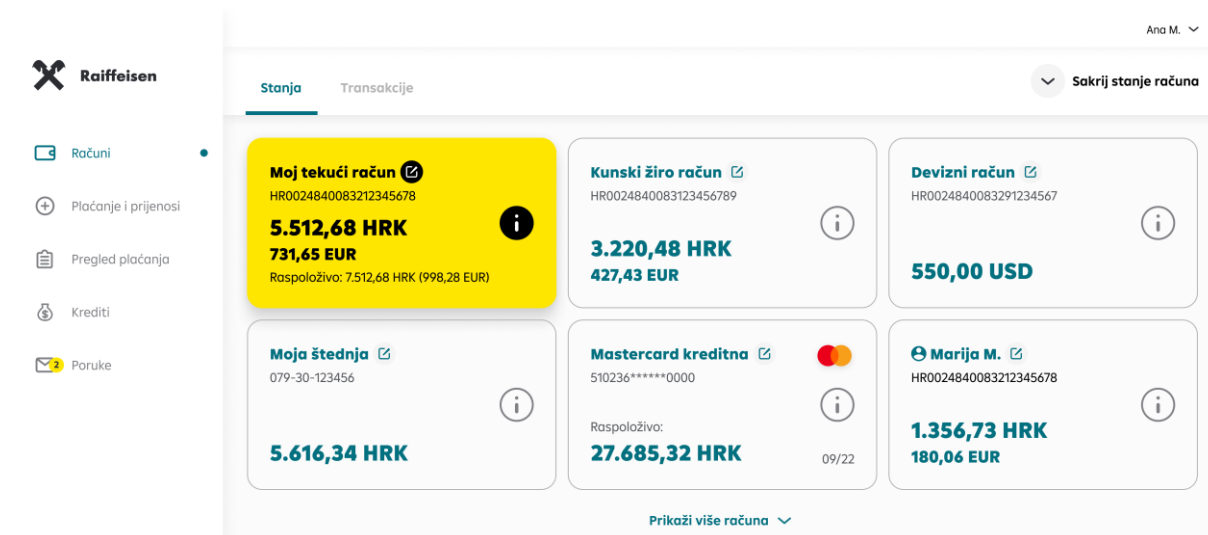 Ana M.
Raiffeisen
Stanja
Transakcije
Sakrij stanje računa
Računi
Plaćanje i prijenosi
Pregled plaćanja
Krediti
2
Poruke
Moj tekući račun
HR0024840083212345678
5.512,68 HRK
731,65 EUR
Raspoloživo: 7.512,68 HRK (998,28 EUR)
Kunski žiro račun
HR0024840083123456789
3.220,48 HRK
427,43 EUR
Devizni račun
HR0024840083291234567
550,00 USD
Moja štednja
079-30-123456
5.616,34 HRK
Mastercard kreditna
510236******0000
Raspoloživo:
27.685,32 HRK
09/22
Marija M.
HR0024840083212345678
1.356,73 HRK
180,06 EUR
Prikaži više računa